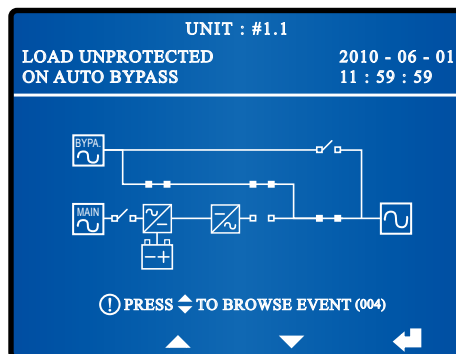 UNIT : #1.1
LOAD UNPROTECTED
2010 - 06 - 01
ON AUTO BYPASS
11 : 59 : 59
BYPA.
MAIN
PRESS TO BROWSE EVENT (004)